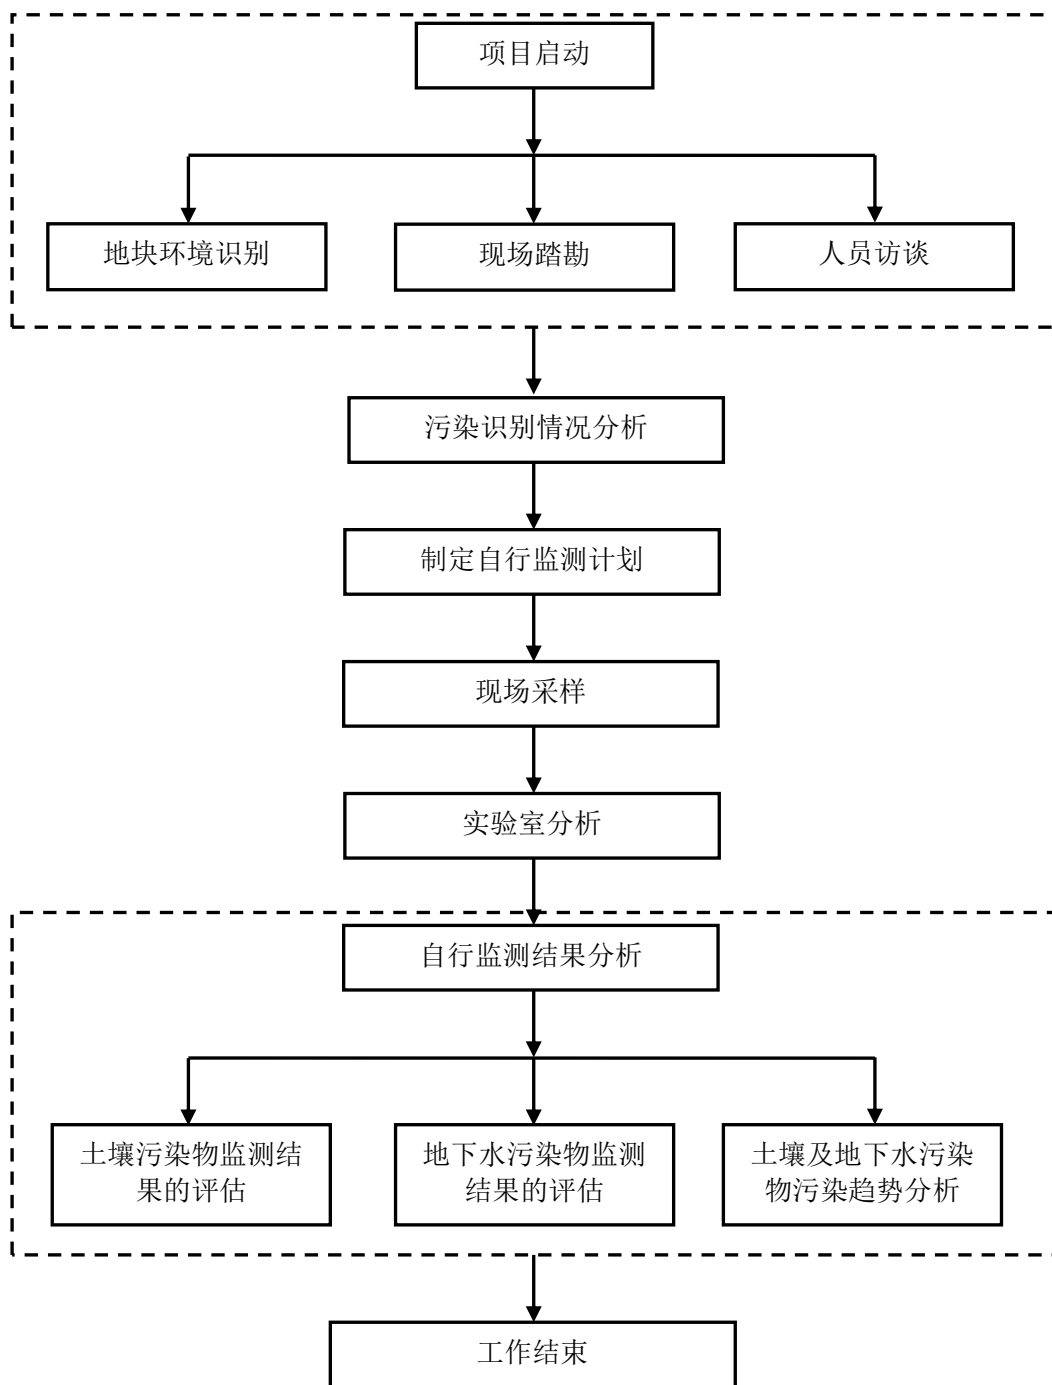 项目启动
地块环境识别
现场踏勘
人员访谈
污染识别情况分析
制定自行监测计划
现场采样
实验室分析
自行监测结果分析
土壤污染物监测结
果的评估
地下水污染物监测
结果的评估
土壤及地下水污染
物污染趋势分析
工作结束